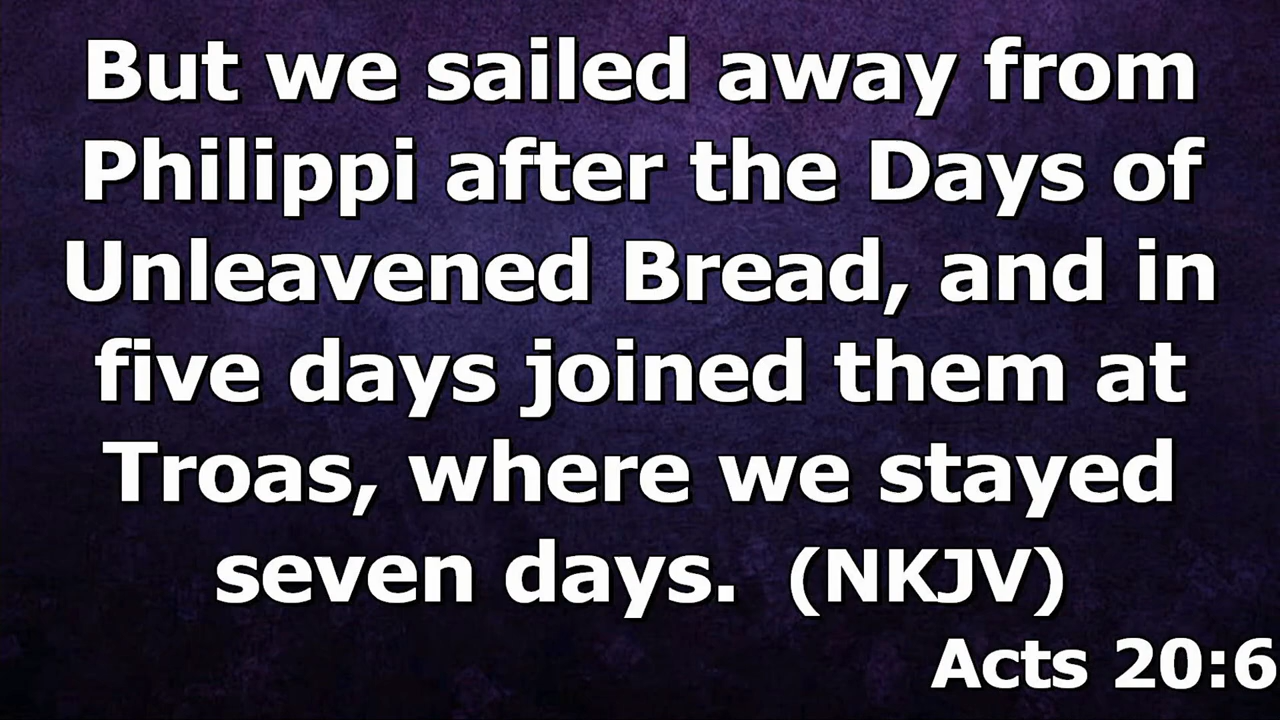 But we sailed away from
Philippi after the Days of
Unleavened Bread, and in
five days joined them at
Troas, where we stayed
seven days. (NKJV)
Acts 20:6